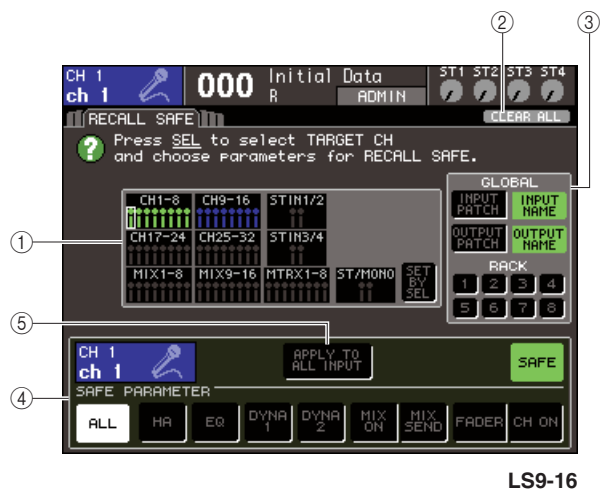 ② ③
CH 1
ch 1
000
Initial Data
R
ADMIN
ST1 ST2 ST3 ST4
RECALL SAFE
CLEAR ALL
? Press SEL to select TARGET CH
and choose parameters for RECALL SAFE.
①
CH1-8 CH9-16 STIN1/2
CH17-24 CH25-32 STIN3/4
MIX1-8 MIX9-16 MTRX1-8 ST/MONO
SET
BY
SEL
GLOBAL
INPUT
PATCH
INPUT
NAME
OUTPUT
PATCH
OUTPUT
NAME
RACK
1 2 3 4
5 6 7 8
⑤
④
CH 1
ch 1
APPLY TO
ALL INPUT
SAFE
SAFE PARAMETER
ALL
HA
EQ
DYNA
1
DYNA
2
MIX
ON
MIX
SEND
FADER
CH ON
LS9-16